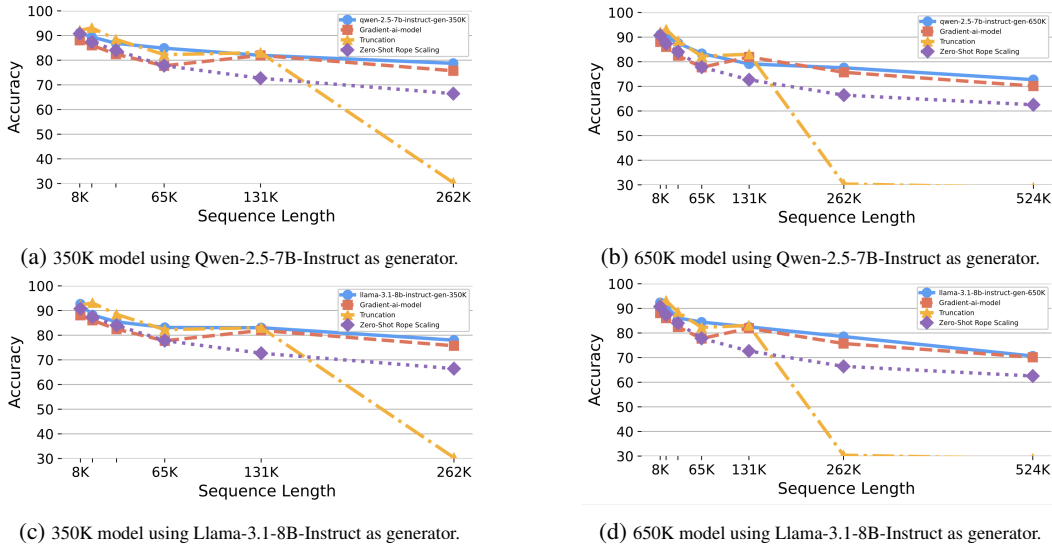 100
90
80
70
60
50
40
30
Accuracy
qwen-2.5-7b-instruct-gen-350K
Gradient-ai-model
Truncation
Zero-Shot Rope Scaling
8K 65K 131K 262K
Sequence Length
(a) 350K model using Qwen-2.5-7B-Instruct as generator.
100
90
80
70
60
50
40
30
Accuracy
qwen-2.5-7b-instruct-gen-650K
Gradient-ai-model
Truncation
Zero-Shot Rope Scaling
8K 65K 131K 262K 524K
Sequence Length
(b) 650K model using Qwen-2.5-7B-Instruct as generator.
100
90
80
70
60
50
40
30
Accuracy
llama-3.1-8b-instruct-gen-350K
Gradient-ai-model
Truncation
Zero-Shot Rope Scaling
8K 65K 131K 262K
Sequence Length
(c) 350K model using Llama-3.1-8B-Instruct as generator.
100
90
80
70
60
50
40
30
Accuracy
llama-3.1-8b-instruct-gen-650K
Gradient-ai-model
Truncation
Zero-Shot Rope Scaling
8K 65K 131K 262K 524K
Sequence Length
(d) 650K model using Llama-3.1-8B-Instruct as generator.